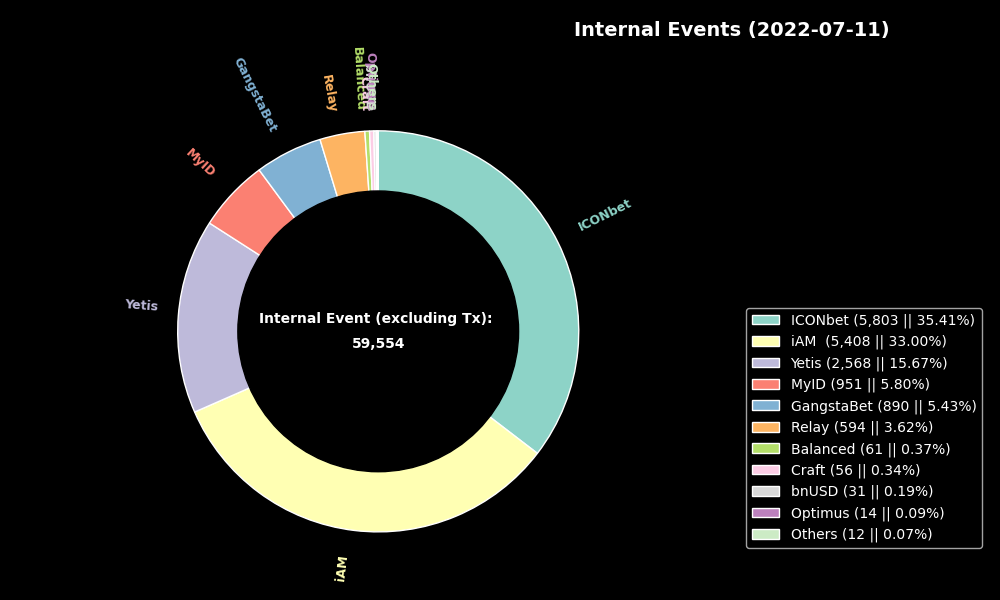 Internal Events (2022-07-11)
Optimus
Balanced
Others
Craft
GangstaBet
Relay
MyID
ICONbet
Yetis
iAM
Internal Event (excluding Tx):
59,554
ICONbet (5,803 || 35.41%)
iAM  (5,408 || 33.00%)
Yetis (2,568 || 15.67%)
MyID (951 || 5.80%)
GangstaBet (890 || 5.43%)
Relay (594 || 3.62%)
Balanced (61 || 0.37%)
Craft (56 || 0.34%)
bnUSD (31 || 0.19%)
Optimus (14 || 0.09%)
Others (12 || 0.07%)